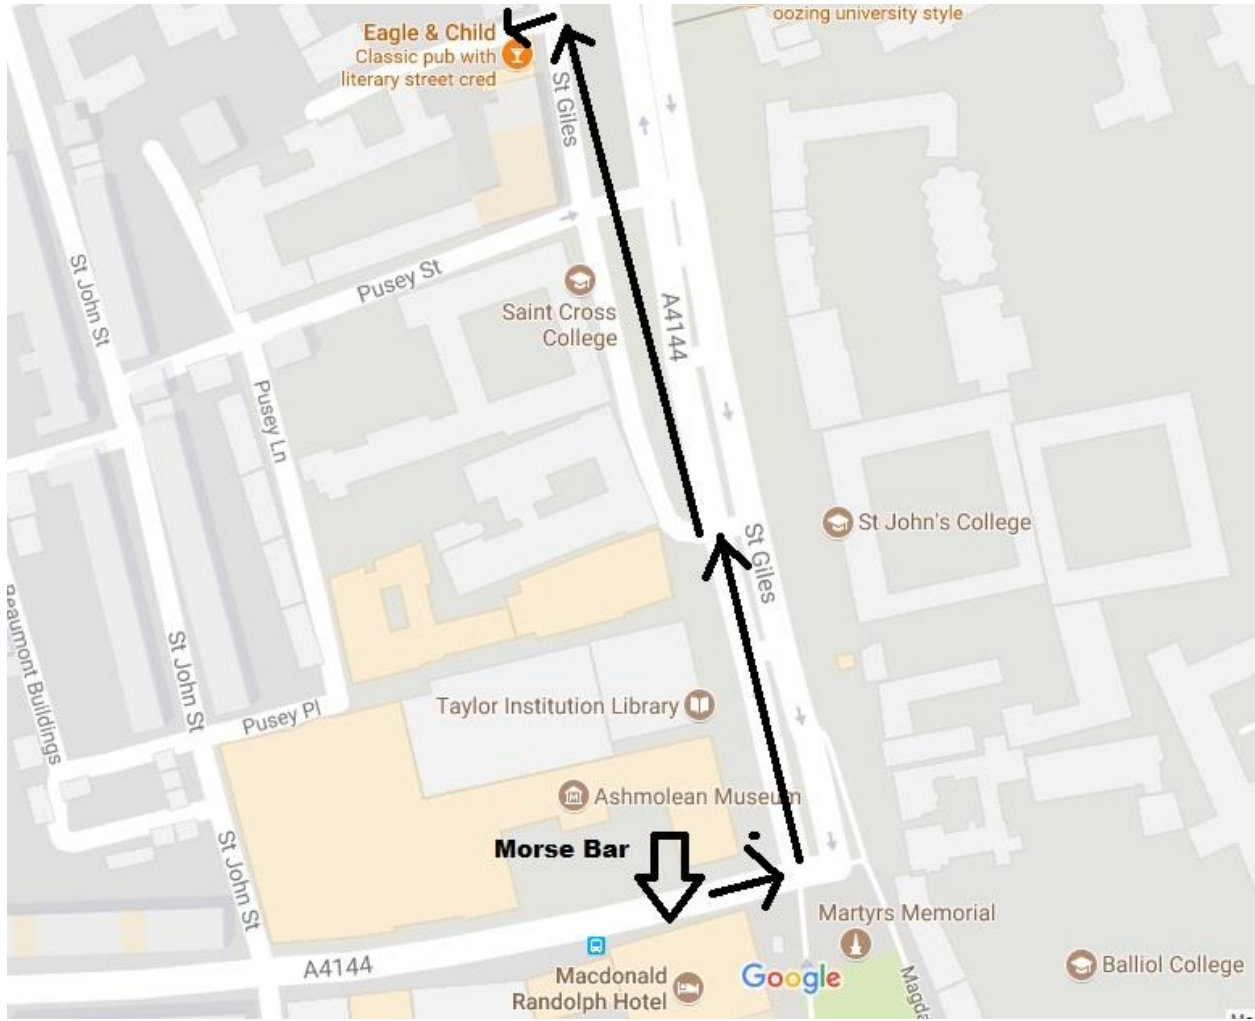 oozing university style
Eagle & Child
Classic pub with
literary street cred
St Giles
St John St
Pusey St
Saint Cross
College
A4144
Pusey Ln
St John's College
St Giles
Beaumont Buildings
St John St
Taylor Institution Library
Pusey Pl
Ashmolean Museum
Morse Bar
St John St
Martyrs Memorial
A4144
Macdonald
Randolph Hotel
Google
Balliol College